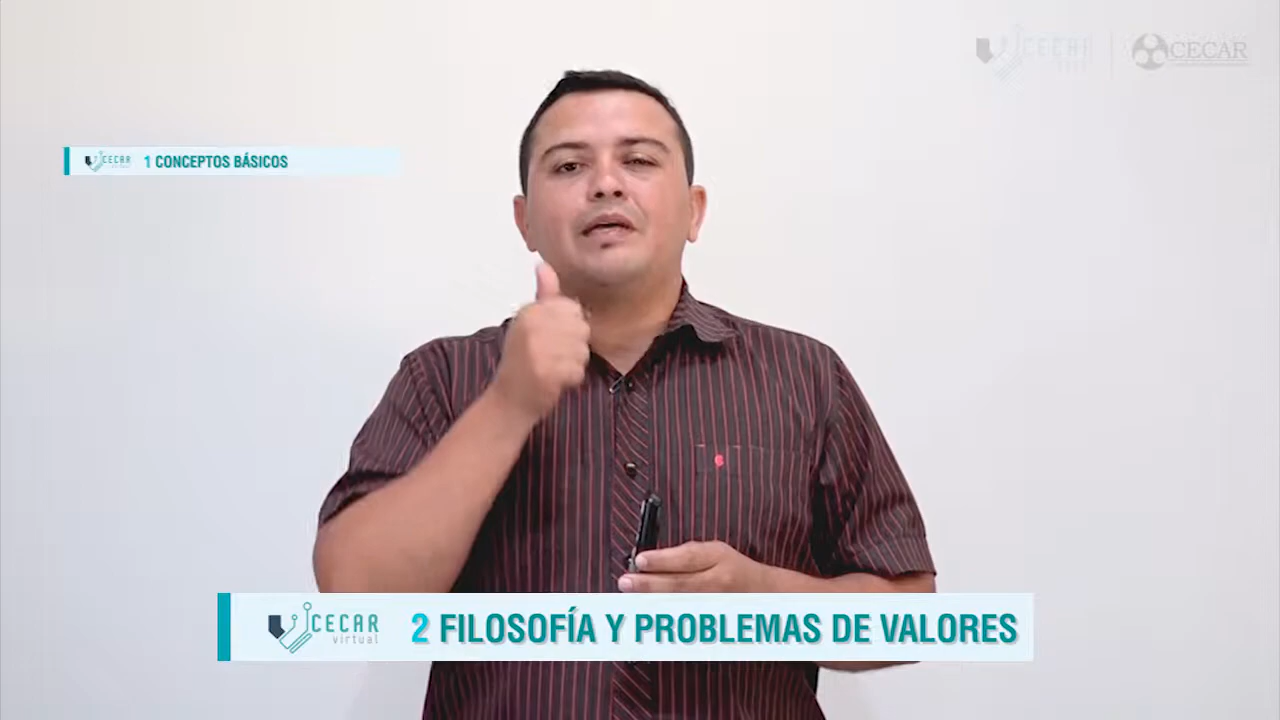 CECAR
CECAR
CECAR
1 CONCEPTOS BÁSICOS
CECAR
virtual
2 FILOSOFÍA Y PROBLEMAS DE VALORES